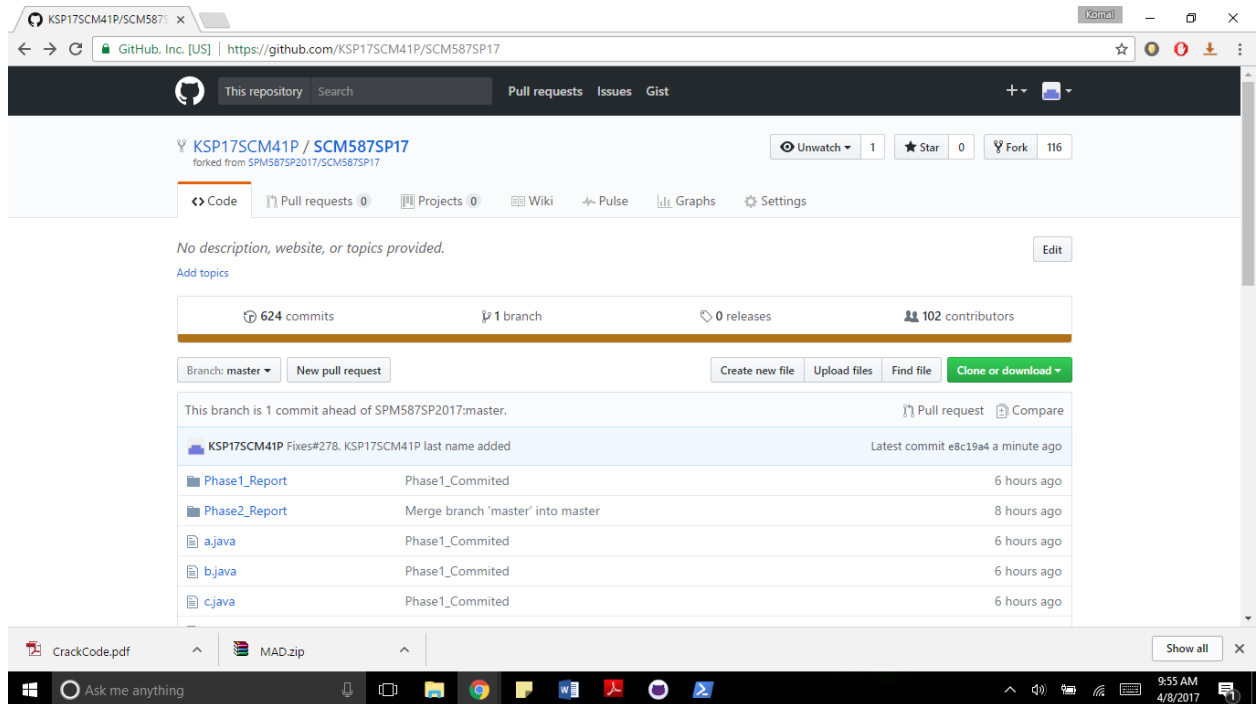 KSP17SCM41P/SCM587S
Komal
GitHub, Inc. [US] | https://github.com/KSP17SCM41P/SCM587SP17
This repository Search Pull requests Issues Gist
KSP17SCM41P / SCM587SP17
forked from SPM587SP2017/SCM587SP17
Unwatch 1 Star 0 Fork 116
Code Pull requests 0 Projects 0 Wiki Pulse Graphs Settings
No description, website, or topics provided. Edit
Add topics
624 commits 1 branch 0 releases 102 contributors
Branch: master New pull request Create new file Upload files Find file Clone or download
This branch is 1 commit ahead of SPM587SP2017:master. Pull request Compare
KSP17SCM41P Fixes#278. KSP17SCM41P last name added Latest commit e8c19a4 a minute ago
Phase1_Report Phase1_Commited 6 hours ago
Phase2_Report Merge branch 'master' into master 8 hours ago
a.java Phase1_Commited 6 hours ago
b.java Phase1_Commited 6 hours ago
c.java Phase1_Commited 6 hours ago
CrackCode.pdf MAD.zip Show all
Ask me anything 9:55 AM
4/8/2017